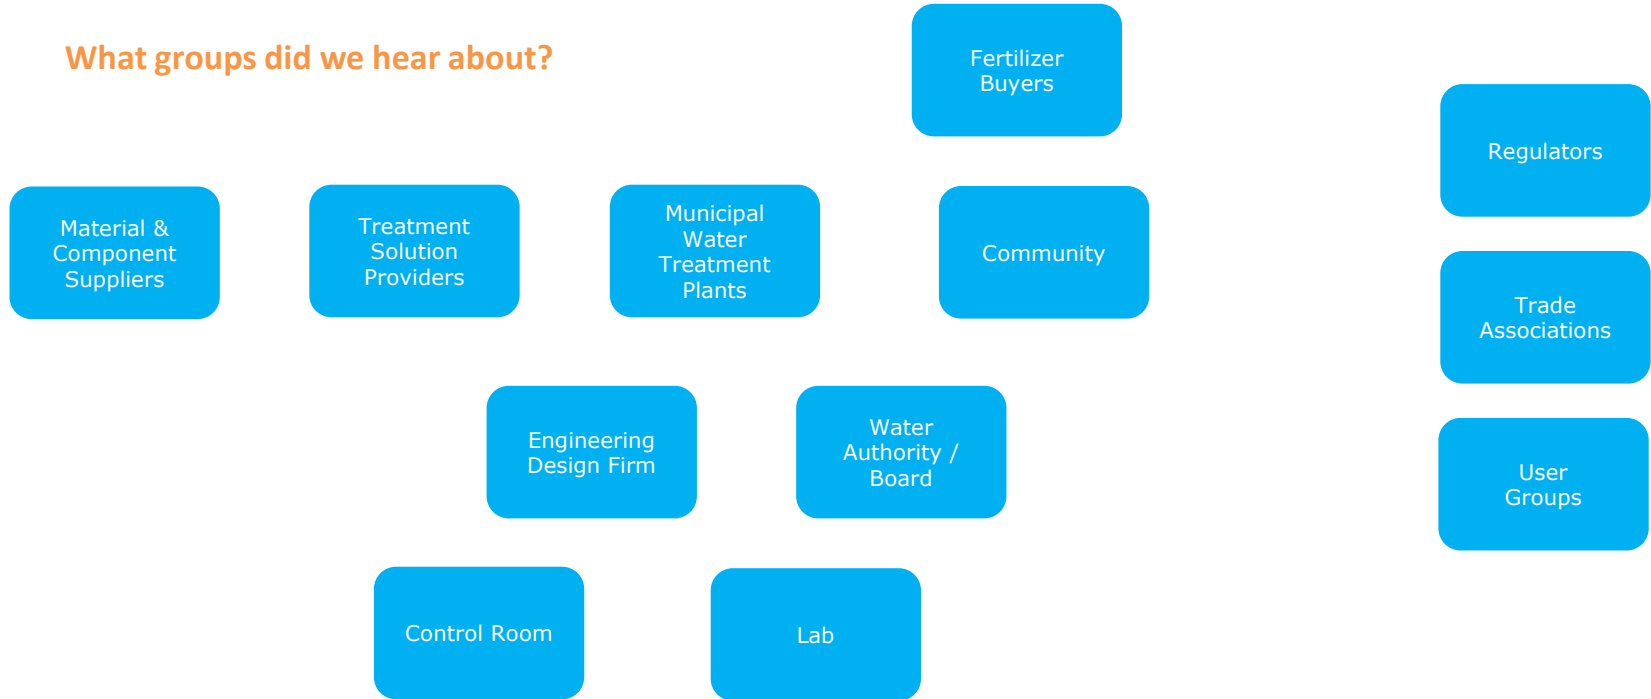 What groups did we hear about?
Fertilizer
Buyers
Regulators
Material &
Component
Suppliers
Treatment
Solution
Providers
Municipal
Water
Treatment
Plants
Community
Trade
Associations
Engineering
Design Firm
Water
Authority /
Board
User
Groups
Control Room
Lab